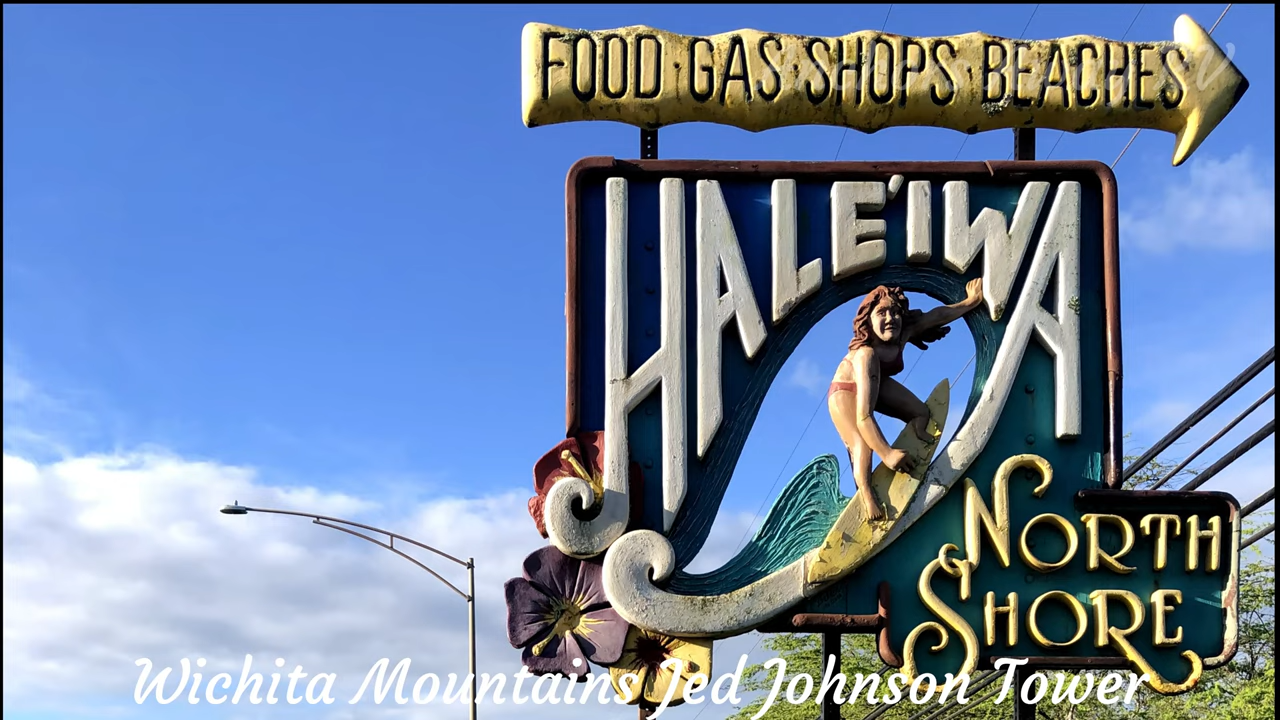 FOOD·GAS·SHOPS BEACHES
HALE'IWA
NORTH
SHORE
Wichita Mountains Jed Johnson Tower